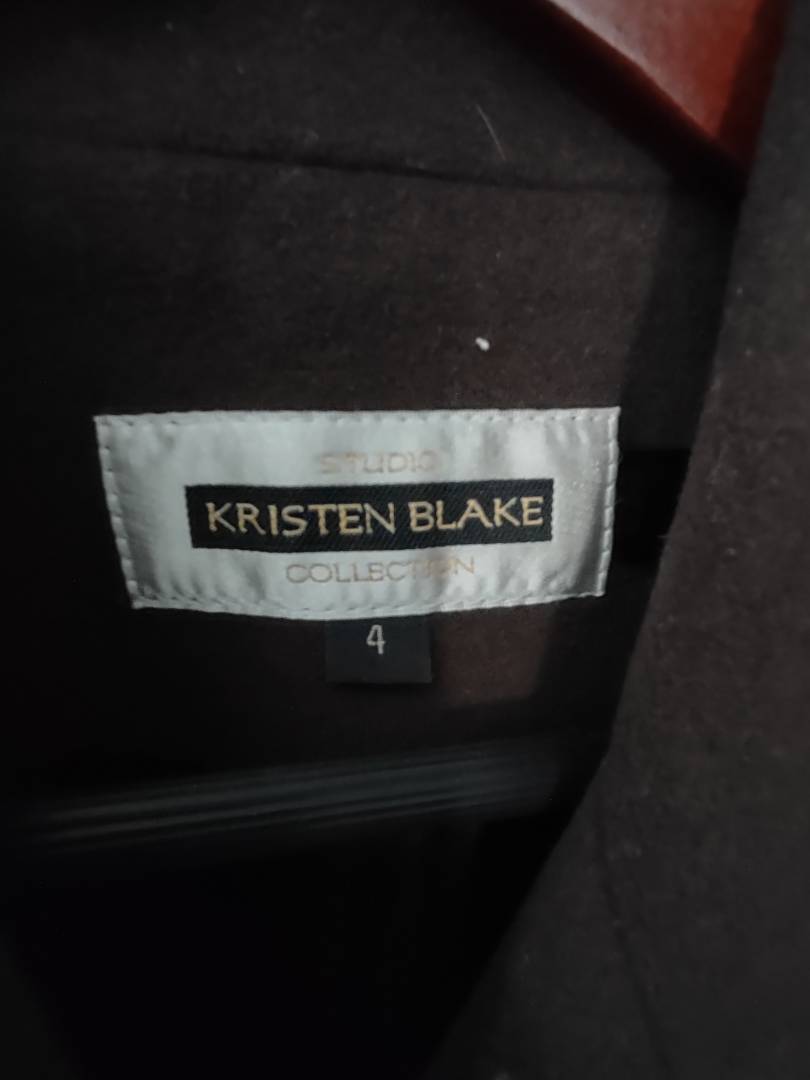 STUDIO
KRISTEN BLAKE
COLLECTION
4